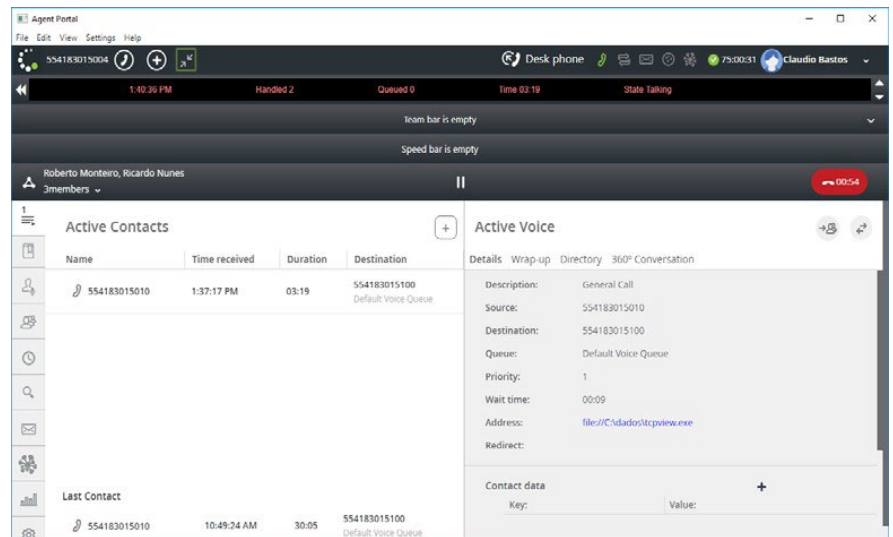 Agent Portal
File Edit View Settings Help
554183015004 Desk phone 75:00:31 Claudio Bastos
1:40:36 PM Handled 2 Queued 0 Time 03:19 State Talking
Team bar is empty
Speed bar is empty
Roberto Monteiro, Ricardo Nunes
3members 00:54
1
Active Contacts
Name Time received Duration Destination
554183015010 1:37:17 PM 03:19 554183015100
Default Voice Queue
Last Contact
554183015010 10:49:24 AM 30:05 554183015100
Default Voice Queue
Active Voice
Details Wrap-up Directory 360º Conversation
Description: General Call
Source: 554183015010
Destination: 554183015100
Queue: Default Voice Queue
Priority: 1
Wait time: 00:09
Address: file://C:\dados\tcpview.exe
Redirect:
Contact data
Key: Value: